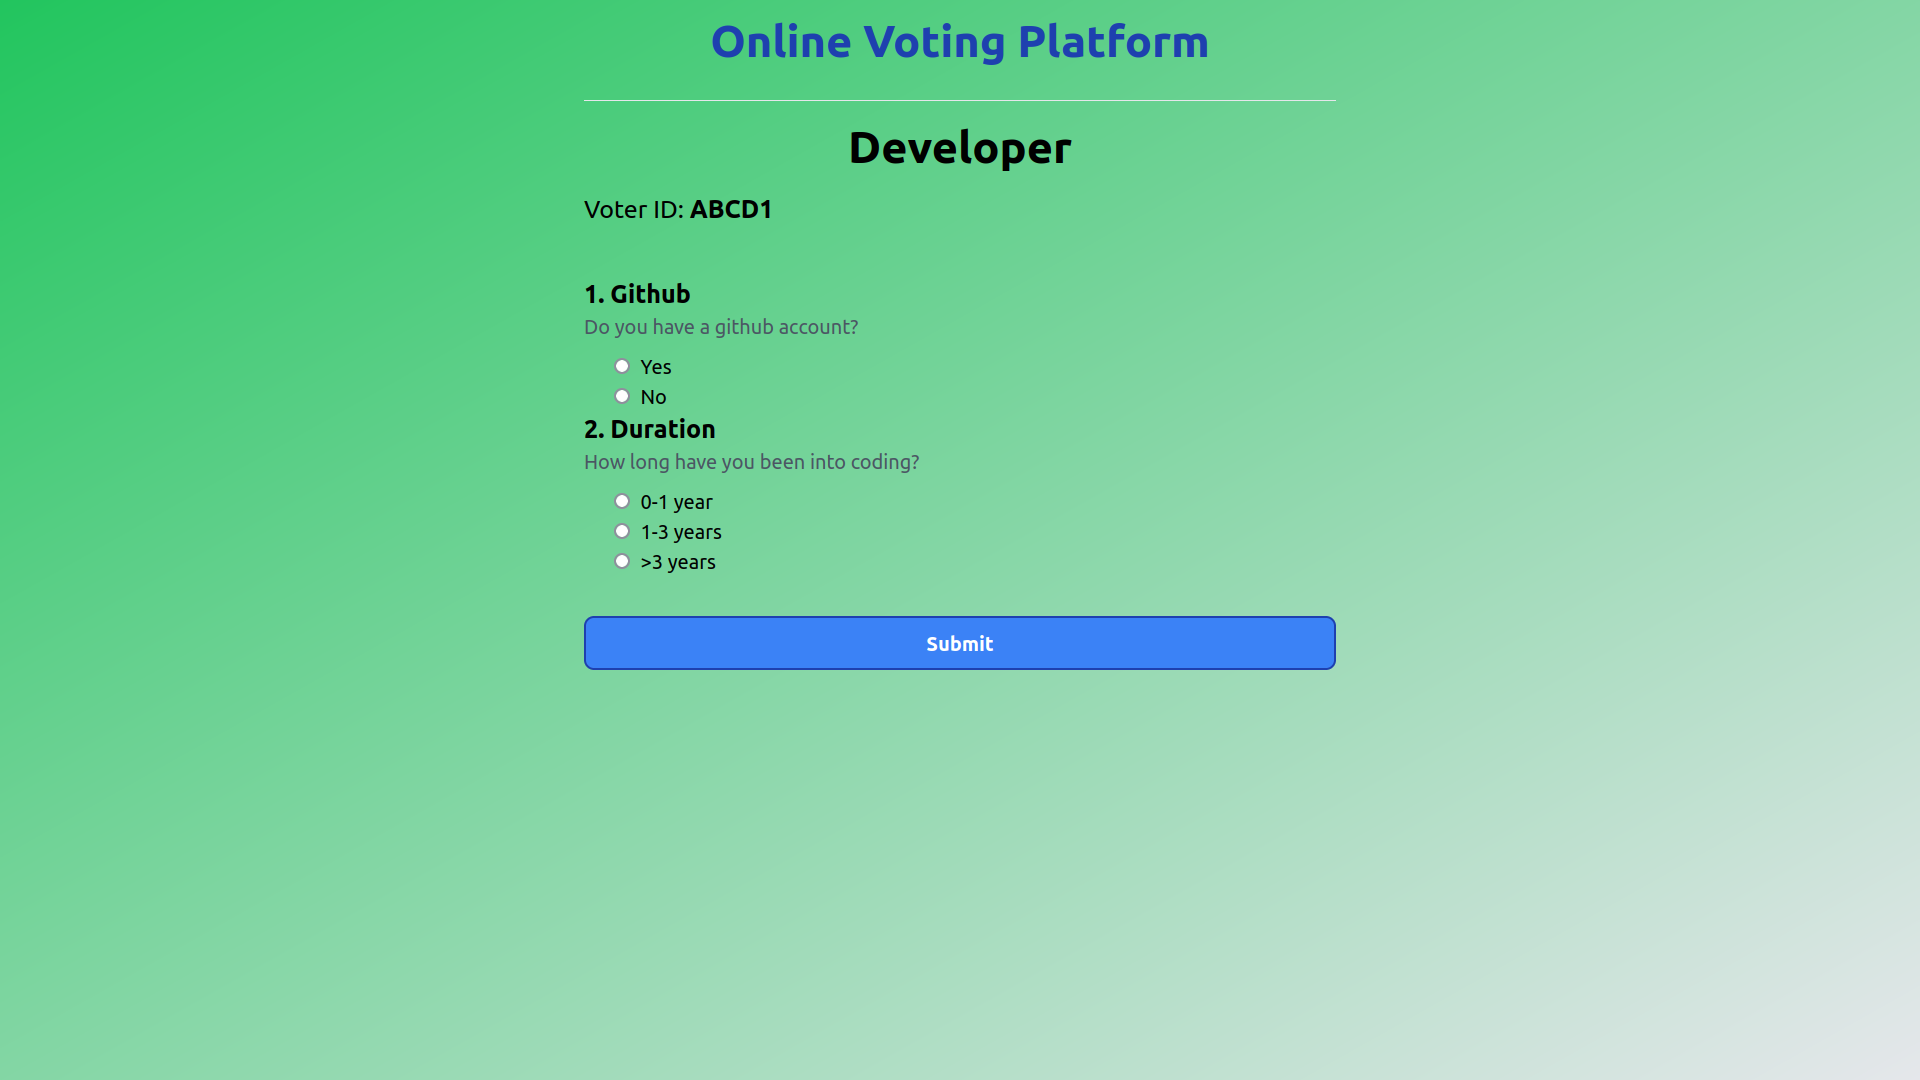 Online Voting Platform
Developer
Voter ID: ABCD1
1. Github
Do you have a github account?
Yes
No
2. Duration
How long have you been into coding?
0-1 year
1-3 years
>3 years
Submit